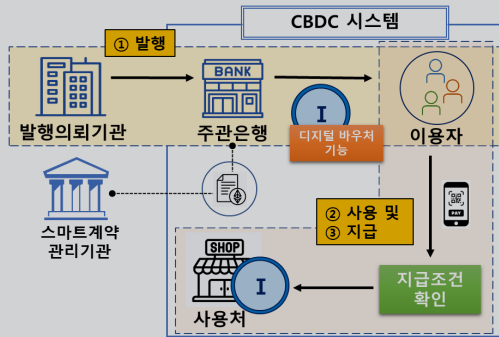 CBDC 시스템
① 발행
BANK
I
발행의뢰기관
주관은행
디지털 바우처
기능
이용자
스마트계약
관리기관
② 사용 및
③ 지급
PAY
SHOP
I
사용처
지급조건
확인